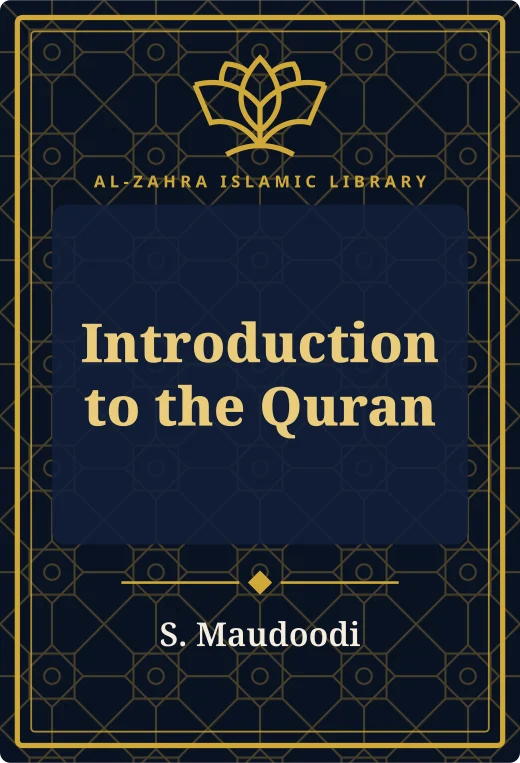 AL-ZAHRA ISLAMIC LIBRARY
Introduction
to the Quran
S. Maudoodi